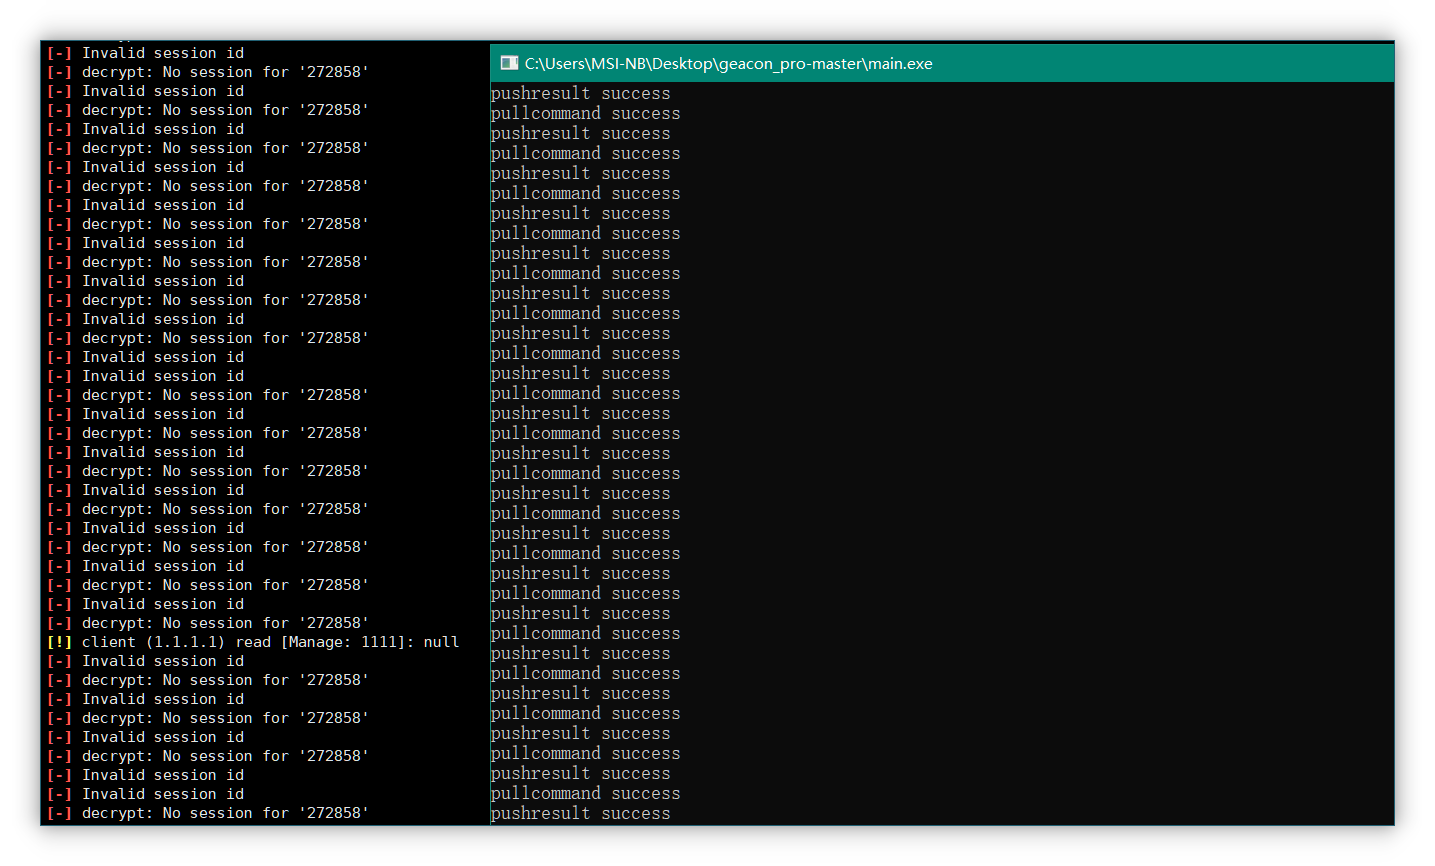 [-] Invalid session id
[-] decrypt: No session for '272858'
[-] Invalid session id
[-] decrypt: No session for '272858'
[-] Invalid session id
[-] decrypt: No session for '272858'
[-] Invalid session id
[-] decrypt: No session for '272858'
[-] Invalid session id
[-] decrypt: No session for '272858'
[-] Invalid session id
[-] decrypt: No session for '272858'
[-] Invalid session id
[-] decrypt: No session for '272858'
[-] Invalid session id
[-] decrypt: No session for '272858'
[-] Invalid session id
[-] Invalid session id
[-] decrypt: No session for '272858'
[-] Invalid session id
[-] decrypt: No session for '272858'
[-] Invalid session id
[-] decrypt: No session for '272858'
[-] Invalid session id
[-] decrypt: No session for '272858'
[-] Invalid session id
[-] decrypt: No session for '272858'
[-] Invalid session id
[-] decrypt: No session for '272858'
[-] Invalid session id
[-] decrypt: No session for '272858'
[!] client (1.1.1.1) read [Manage: 1111]: null
[-] Invalid session id
[-] decrypt: No session for '272858'
[-] Invalid session id
[-] decrypt: No session for '272858'
[-] Invalid session id
[-] decrypt: No session for '272858'
[-] Invalid session id
[-] Invalid session id
[-] decrypt: No session for '272858'
C:\Users\MSI-NB\Desktop\geacon_pro-master\main.exe
pushresult success
pullcommand success
pushresult success
pullcommand success
pushresult success
pullcommand success
pushresult success
pullcommand success
pushresult success
pullcommand success
pushresult success
pullcommand success
pushresult success
pullcommand success
pushresult success
pullcommand success
pushresult success
pullcommand success
pushresult success
pullcommand success
pushresult success
pullcommand success
pushresult success
pullcommand success
pushresult success
pullcommand success
pushresult success
pullcommand success
pushresult success
pullcommand success
pushresult success
pullcommand success
pushresult success
pullcommand success
pushresult success
pullcommand success
pushresult success